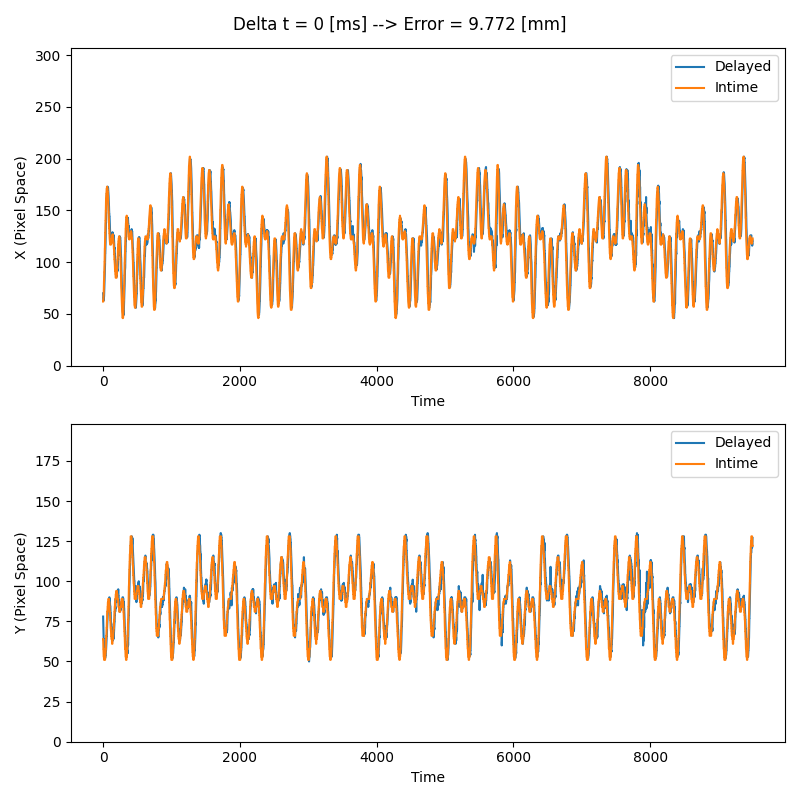 Delta t = 0 [ms] --> Error = 9.772 [mm]
300
250
200
150
100
50
0
X (Pixel Space)
Delayed
Intime
0
2000
4000
6000
8000
Time
175
150
125
100
75
50
25
0
Y (Pixel Space)
Delayed
Intime
0
2000
4000
6000
8000
Time